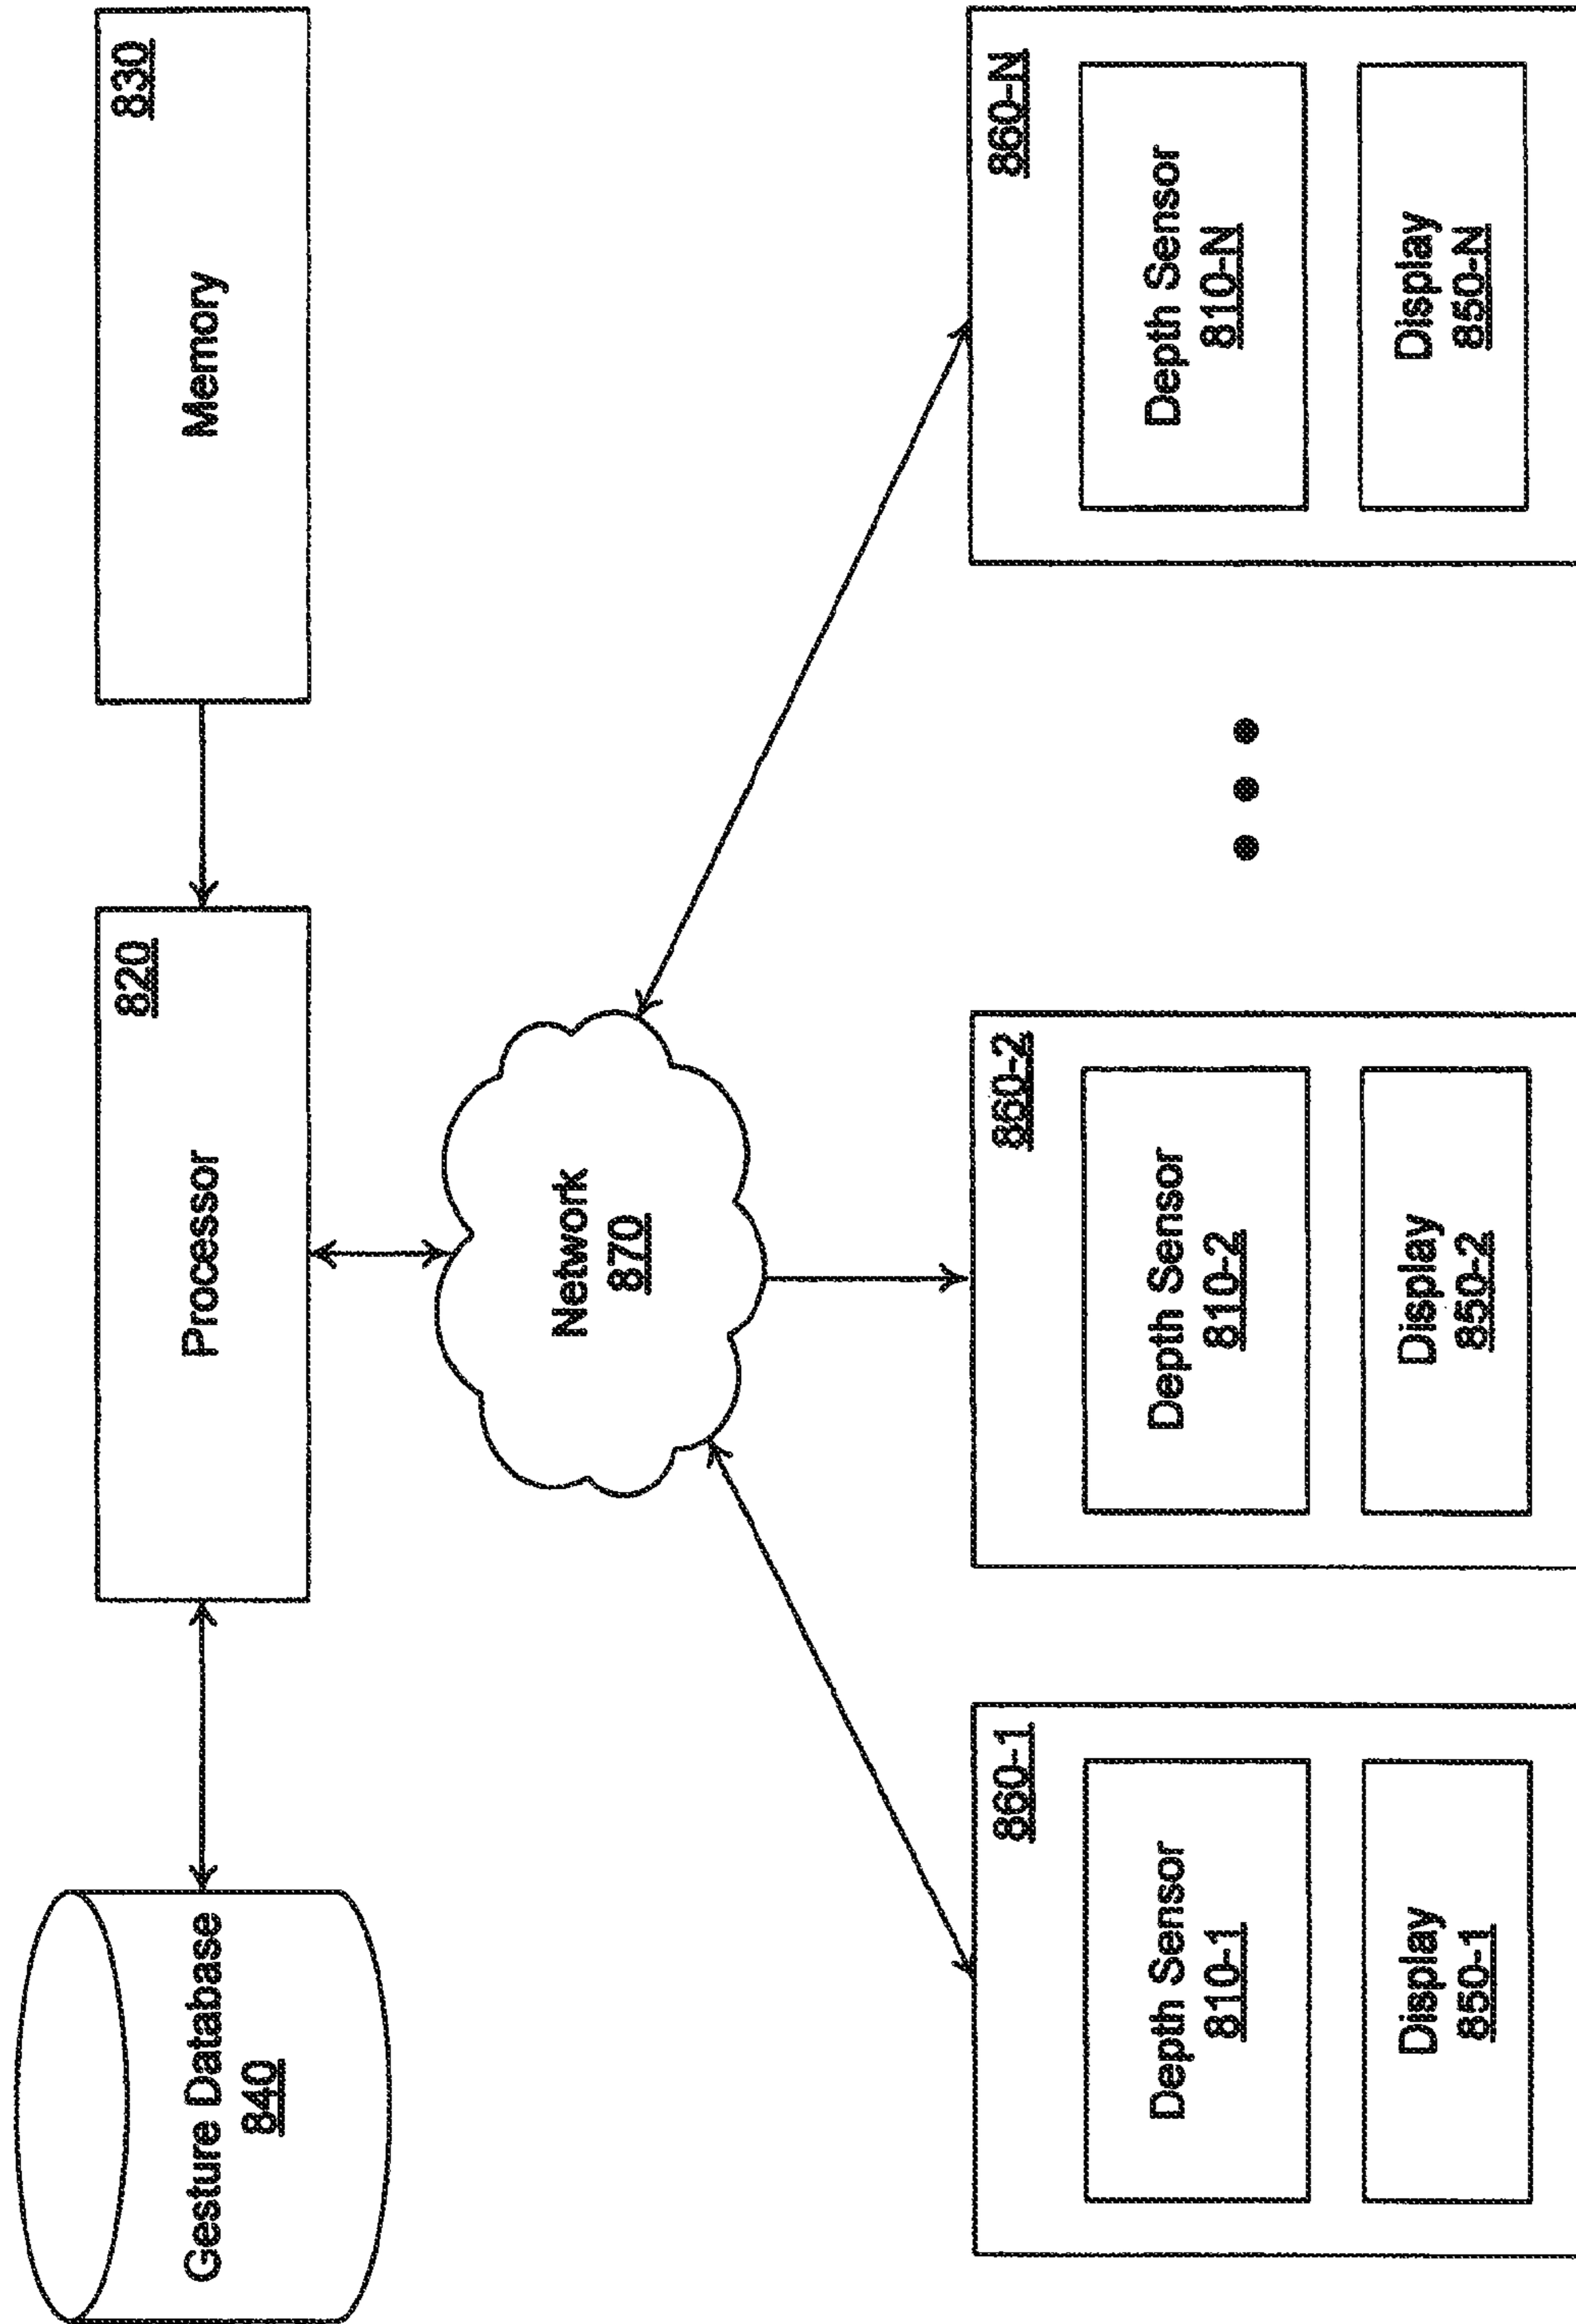 Gesture Database
840
820
Processor
830
Memory
Network
870
860-1
Depth Sensor
810-1
Display
850-1
860-2
Depth Sensor
810-2
Display
850-2
860-N
Depth Sensor
810-N
Display
850-N